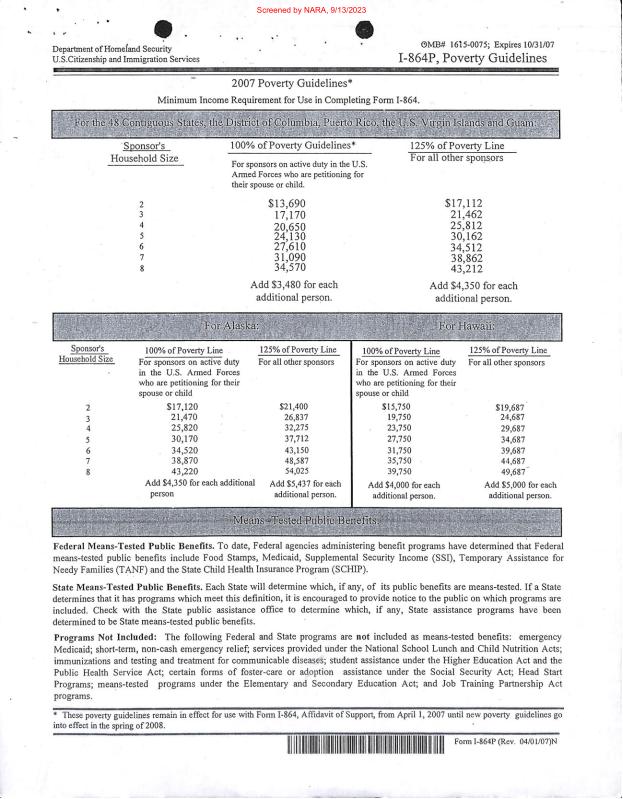 Screened by NARA, 9/13/2023
Department of Homeland Security
U.S.Citizenship and Immigration Services
OMB# 1615-0075; Expires 10/31/07
I-864P, Poverty Guidelines
2007 Poverty Guidelines*
Minimum Income Requirement for Use in Completing Form I-864.
For the 48 Contiguous States, the District of Columbia, Puerto Rico, the U.S. Virgin Islands and Guam:
Sponsor's
Household Size
100% of Poverty Guidelines*
For sponsors on active duty in the U.S.
Armed Forces who are petitioning for
their spouse or child.
125% of Poverty Line
For all other sponsors
2 $13,690 $17,112
3 17,170 21,462
4 20,650 25,812
5 24,130 30,162
6 27,610 34,512
7 31,090 38,862
8 34,570 43,212
Add $3,480 for each
additional person.
Add $4,350 for each
additional person.
For Alaska: For Hawaii:
Sponsor's
Household Size
100% of Poverty Line
For sponsors on active duty
in the U.S. Armed Forces
who are petitioning for their
spouse or child
125% of Poverty Line
For all other sponsors
100% of Poverty Line
For sponsors on active duty
in the U.S. Armed Forces
who are petitioning for their
spouse or child
125% of Poverty Line
For all other sponsors
2 $17,120 $21,400 $15,750 $19,687
3 21,470 26,837 19,750 24,687
4 25,820 32,275 23,750 29,687
5 30,170 37,712 27,750 34,687
6 34,520 43,150 31,750 39,687
7 38,870 48,587 35,750 44,687
8 43,220 54,025 39,750 49,687
Add $4,350 for each additional
person
Add $5,437 for each
additional person.
Add $4,000 for each
additional person.
Add $5,000 for each
additional person.
Means -Tested Public Benefits
Federal Means-Tested Public Benefits. To date, Federal agencies administering benefit programs have determined that Federal
means-tested public benefits include Food Stamps, Medicaid, Supplemental Security Income (SSI), Temporary Assistance for
Needy Families (TANF) and the State Child Health Insurance Program (SCHIP).
State Means-Tested Public Benefits. Each State will determine which, if any, of its public benefits are means-tested. If a State
determines that it has programs which meet this definition, it is encouraged to provide notice to the public on which programs are
included. Check with the State public assistance office to determine which, if any, State assistance programs have been
determined to be State means-tested public benefits.
Programs Not Included: The following Federal and State programs are not included as means-tested benefits: emergency
Medicaid; short-term, non-cash emergency relief; services provided under the National School Lunch and Child Nutrition Acts;
immunizations and testing and treatment for communicable diseases; student assistance under the Higher Education Act and the
Public Health Service Act; certain forms of foster-care or adoption assistance under the Social Security Act; Head Start
Programs; means-tested programs under the Elementary and Secondary Education Act; and Job Training Partnership Act
programs.
* These poverty guidelines remain in effect for use with Form I-864, Affidavit of Support, from April 1, 2007 until new poverty guidelines go
into effect in the spring of 2008.
Form I-864P (Rev. 04/01/07)N